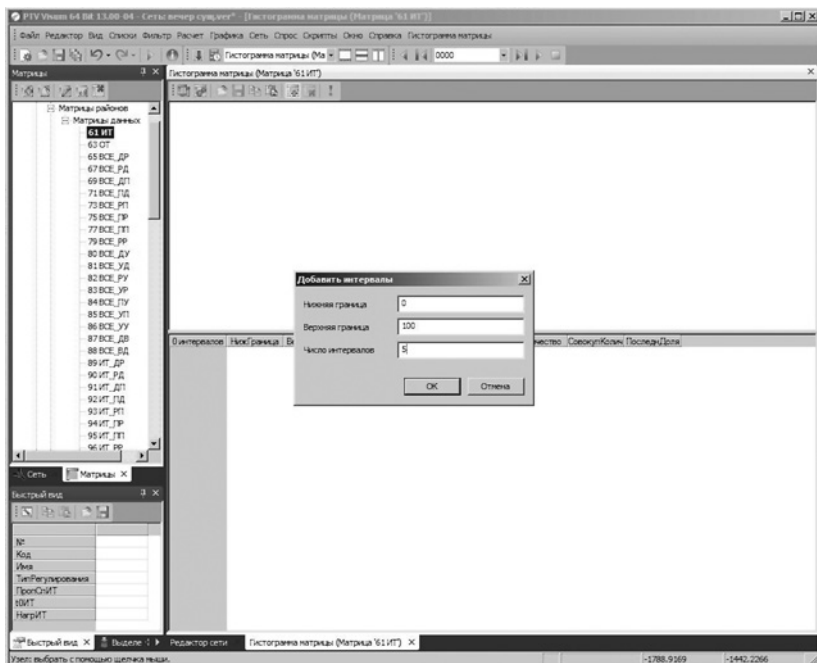 PTV Visum 64 Bit 13.00-04 - Сеть: вечер сущ.ver* - [Гистограмма матрицы (Матрица '61 ИТ')]
Файл Редактор Вид Списки Фильтр Расчет Графика Сеть Спрос Скрипты Окно Справка Гистограмма матрицы
Гистограмма матрицы (Ма 0000
Матрицы
Гистограмма матрицы (Матрица '61 ИТ')
Матрицы районов
Матрицы данных
61 ИТ
63 ОТ
65 ВСЕ_ДР
67 ВСЕ_РД
69 ВСЕ_ДП
71 ВСЕ_ПД
73 ВСЕ_РП
75 ВСЕ_ПР
77 ВСЕ_ПП
79 ВСЕ_РР
80 ВСЕ_ДУ
81 ВСЕ_УД
82 ВСЕ_РУ
83 ВСЕ_УР
84 ВСЕ_ПУ
85 ВСЕ_УП
86 ВСЕ_УУ
87 ВСЕ_ДВ
88 ВСЕ_ВД
89 ИТ_ДР
90 ИТ_РД
91 ИТ_ДП
92 ИТ_ПД
93 ИТ_РП
94 ИТ_ПР
95 ИТ_ПП
96 ИТ_РР
Добавить интервалы
Нижняя граница 0
Верхняя граница 100
Число интервалов 5
OK Отмена
0 интервалов НижГраница СовокупКолич ПоследнДоля
Сеть Матрицы
Быстрый вид
№
Код
Имя
ТипРегулирования
ПропСпИТ
t0ИТ
НагрИТ
Быстрый вид Выделе Редактор сети Гистограмма матрицы (Матрица '61 ИТ')
Узел: выбрать с помощью щелчка мыши. -1788.9169 -1442.2266